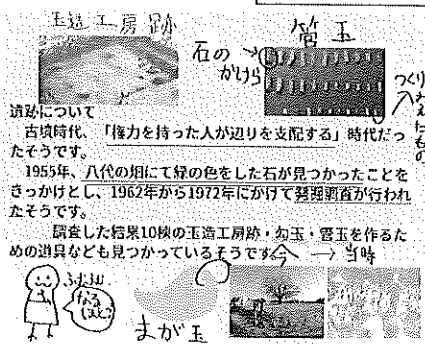 玉造工房跡
管玉
石の→
かけら
つくり
おえたもの
遺跡について
古墳時代、「権力を持った人が辺りを支配する」時代だっ
たそうです。
1955年、八代の畑にて緑の色をした石が見つかったことを
きっかけとし、1962年から1972年にかけて発掘調査が行われ
たそうです。
調査した結果10棟の玉造工房跡・勾玉・管玉を作るた
めの道具なども見つかっているそうです。
今 → 当時
ふむふむ
なる
ほど
まが玉